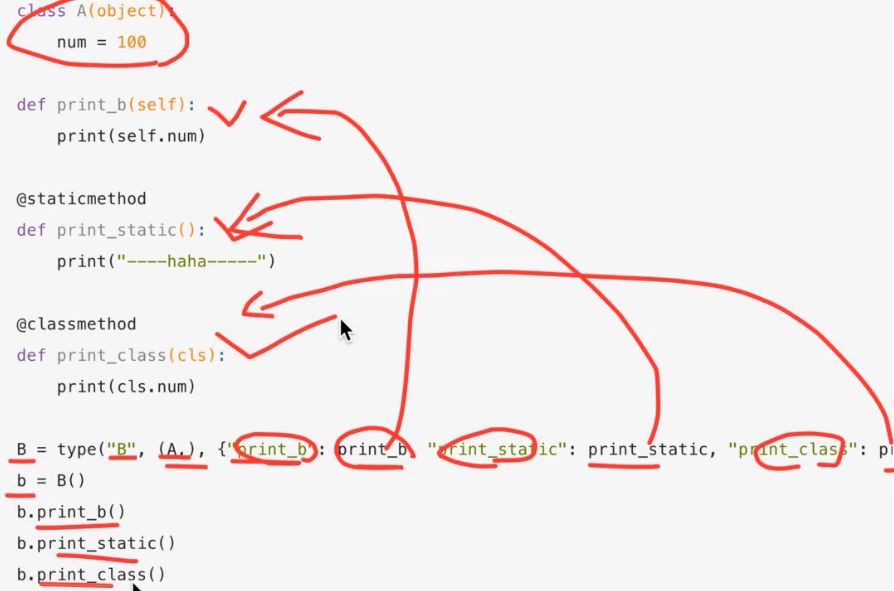 class A(object):
num = 100
def print_b(self):
print(self.num)
@staticmethod
def print_static():
print("----haha-----")
@classmethod
def print_class(cls):
print(cls.num)
B = type("B", (A,), {"print_b": print_b, "print_static": print_static, "print_class":
b = B()
b.print_b()
b.print_static()
b.print_class()